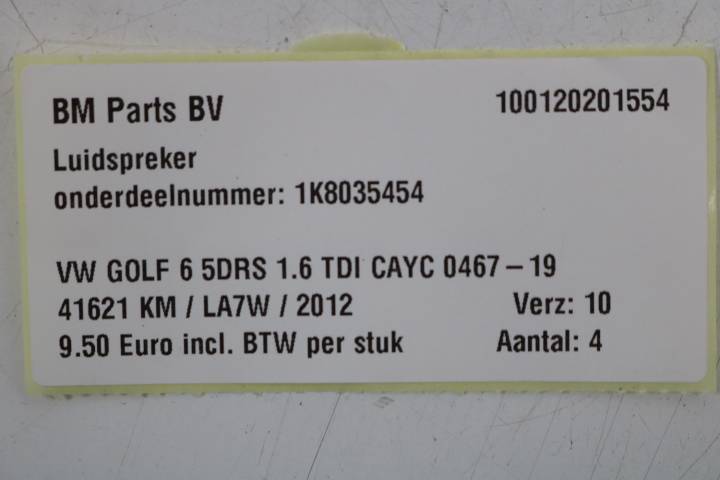 BM Parts BV 100120201554
Luidspreker
onderdeelnummer: 1K8035454
VW GOLF 6 5DRS 1.6 TDI CAYC 0467 – 19
41621 KM / LA7W / 2012 Verz: 10
9.50 Euro incl. BTW per stuk Aantal: 4